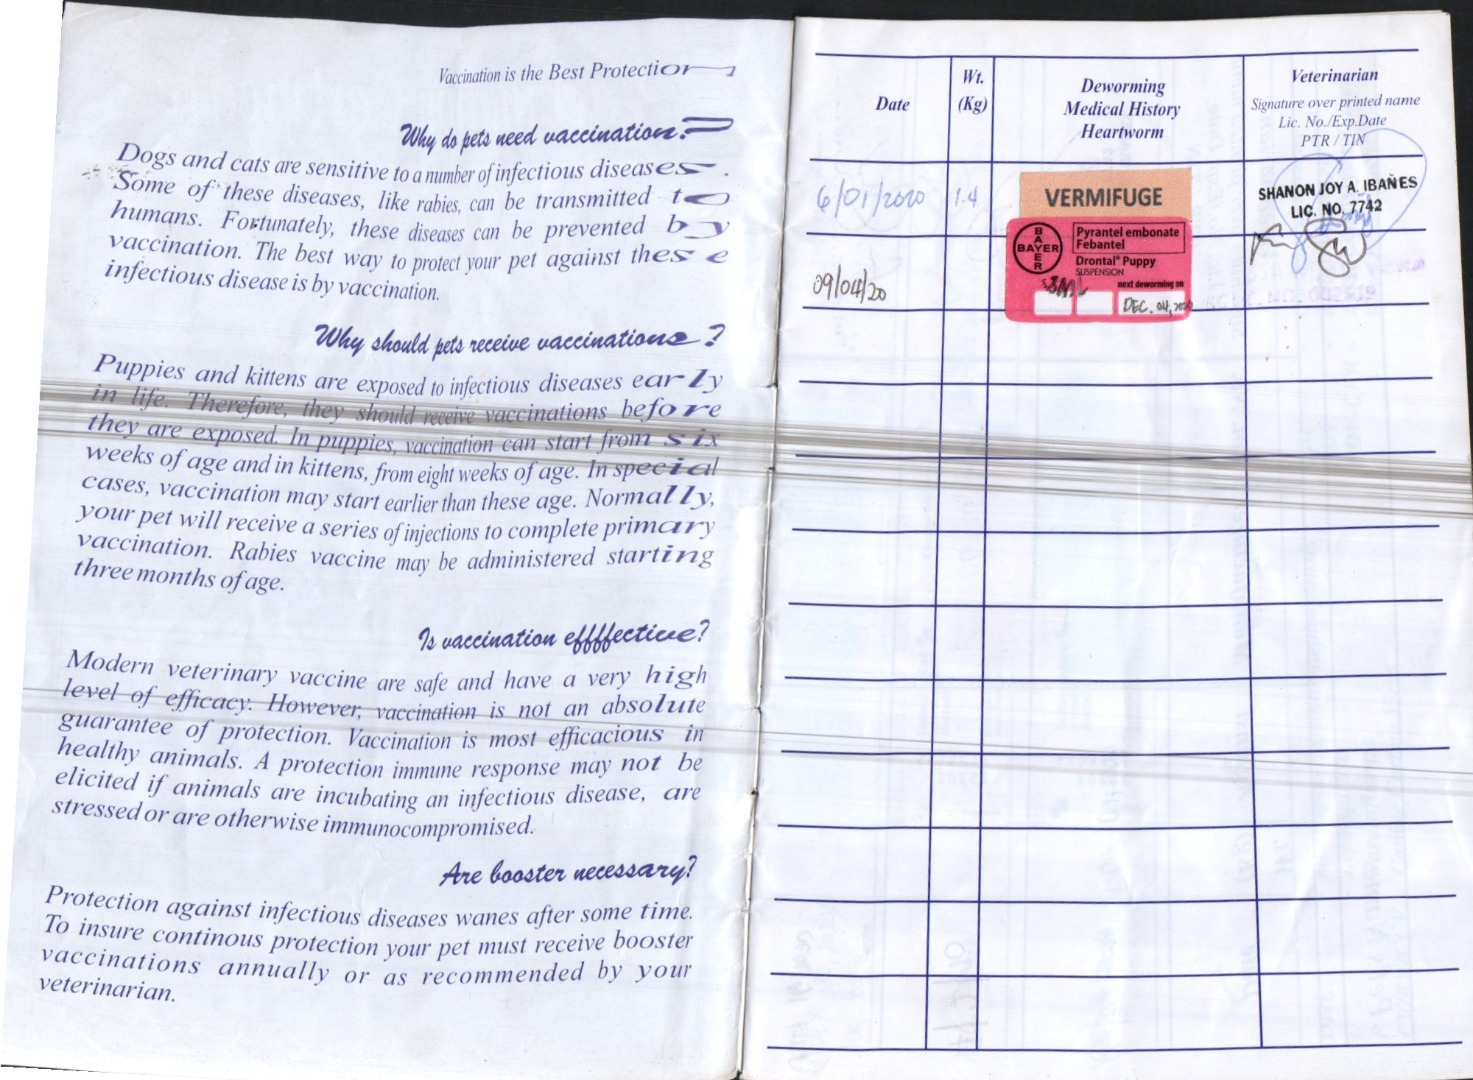 Vaccination is the Best Protection
Why do pets need vaccination?
Dogs and cats are sensitive to a number of infectious diseases.
Some of these diseases, like rabies, can be transmitted to
humans. Fortunately, these diseases can be prevented by
vaccination. The best way to protect your pet against these
infectious disease is by vaccination.
Why should pets receive vaccinations?
Puppies and kittens are exposed to infectious diseases early
in life. Therefore, they should receive vaccinations before
they are exposed. In puppies, vaccination can start from six
weeks of age and in kittens, from eight weeks of age. In special
cases, vaccination may start earlier than these age. Normally,
your pet will receive a series of injections to complete primary
vaccination. Rabies vaccine may be administered starting
three months of age.
Is vaccination effffective?
Modern veterinary vaccine are safe and have a very high
level of efficacy. However, vaccination is not an absolute
guarantee of protection. Vaccination is most efficacious in
healthy animals. A protection immune response may not be
elicited if animals are incubating an infectious disease, are
stressed or are otherwise immunocompromised.
Are booster necessary?
Protection against infectious diseases wanes after some time.
To insure continous protection your pet must receive booster
vaccinations annually or as recommended by your
veterinarian.
Date
Wt.
(Kg)
Deworming
Medical History
Heartworm
Veterinarian
Signature over printed name
Lic. No./Exp.Date
PTR / TIN
6/01/2020
1.4
VERMIFUGE
SHANON JOY A. IBAÑES
LIC. NO. 7742
09/04/20
BAYER
BAYER
Pyrantel embonate
Febantel
Drontal® Puppy
SUSPENSION
next deworming on
DEC. 04, 2020